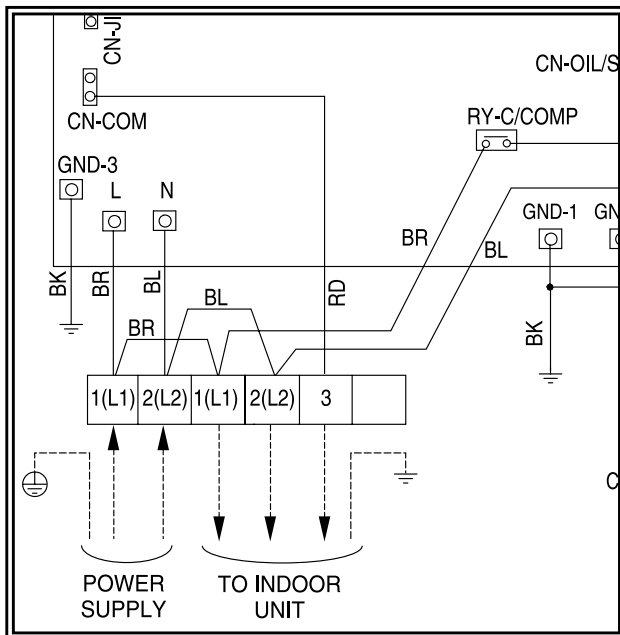 CN-JI
CN-OIL/S
CN-COM
RY-C/COMP
GND-3
L
N
GND-1
GN
BR
BL
BK
BR
BL
RD
BL
BR
BK
1(L1)
2(L2)
1(L1)
2(L2)
3
C
POWER
SUPPLY
TO INDOOR
UNIT